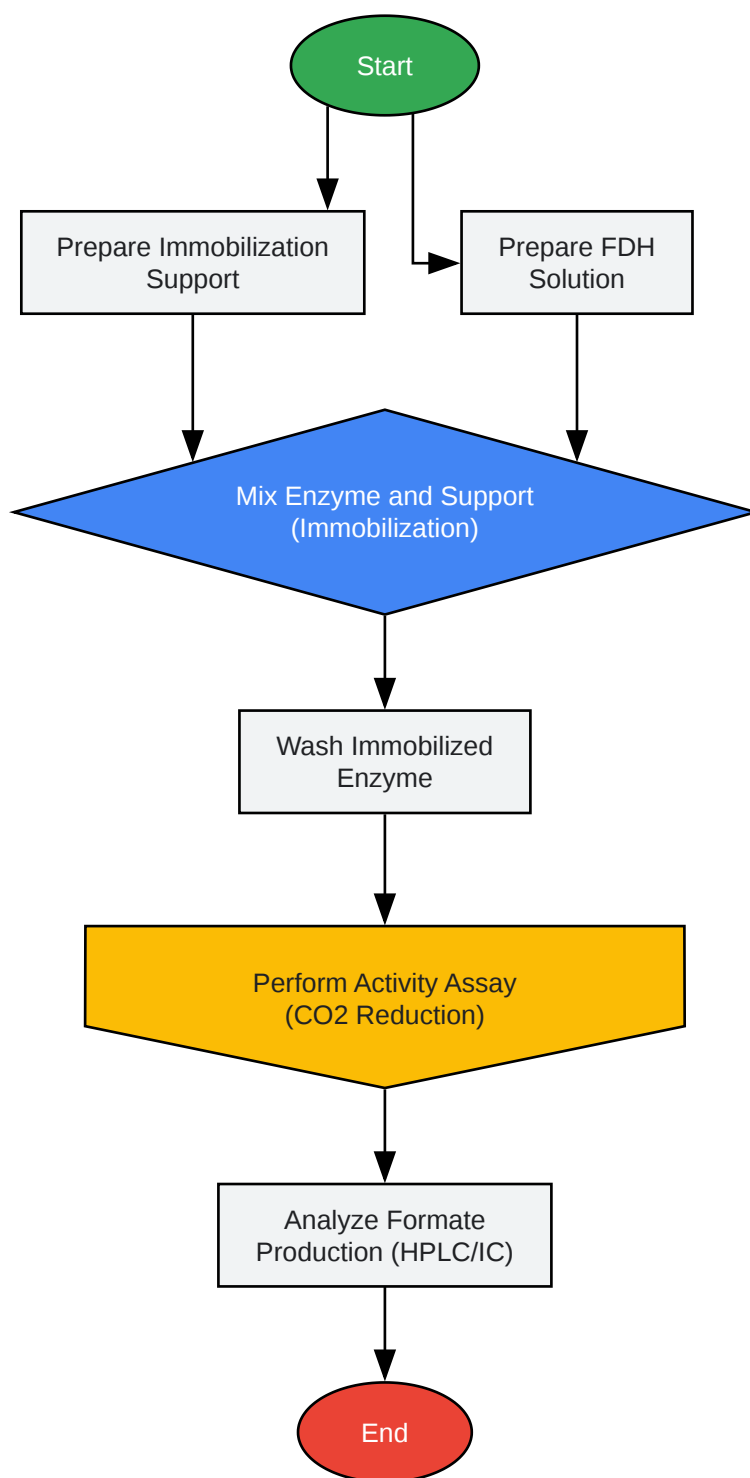 Start
Prepare Immobilization
Support
Prepare FDH
Solution
Mix Enzyme and Support
(Immobilization)
Wash Immobilized
Enzyme
Perform Activity Assay
(CO2 Reduction)
Analyze Formate
Production (HPLC/IC)
End